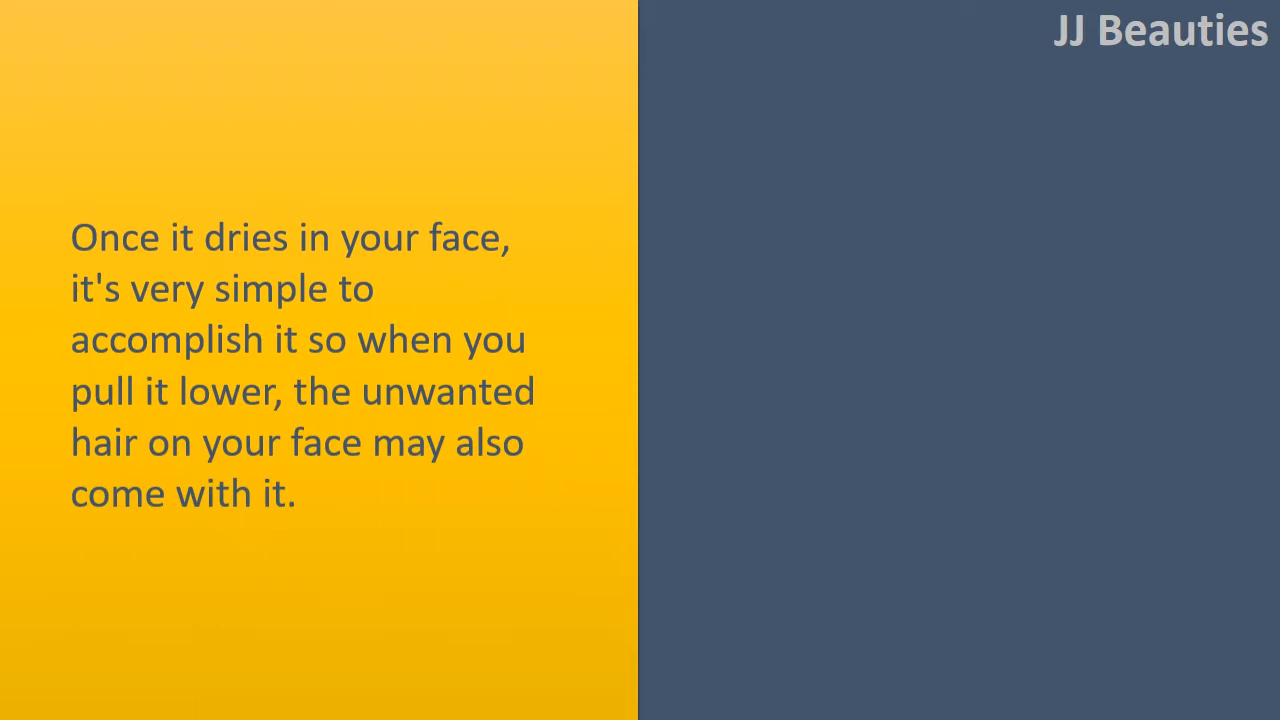 JJ Beauties
Once it dries in your face,
it's very simple to
accomplish it so when you
pull it lower, the unwanted
hair on your face may also
come with it.